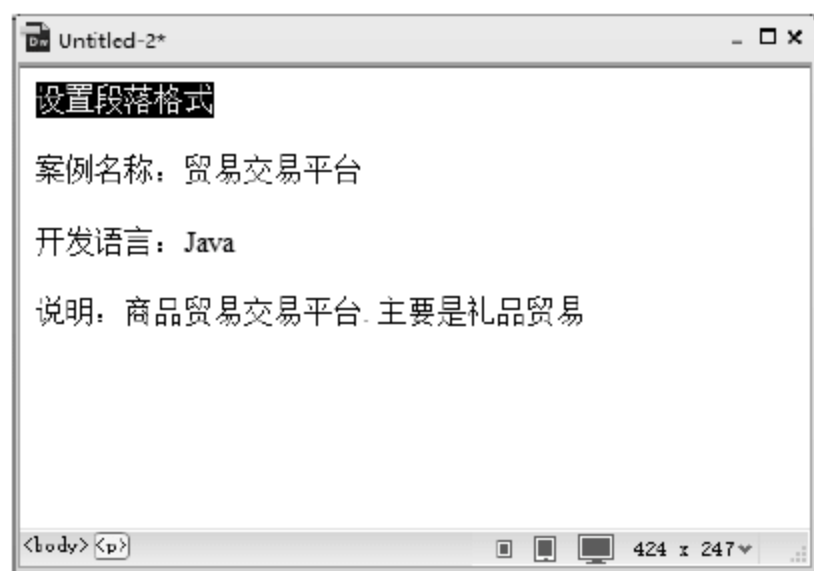 Dw Untitled-2*
设置段落格式
案例名称：贸易交易平台
开发语言：Java
说明：商品贸易交易平台.主要是礼品贸易
<body> <p> 424 x 247